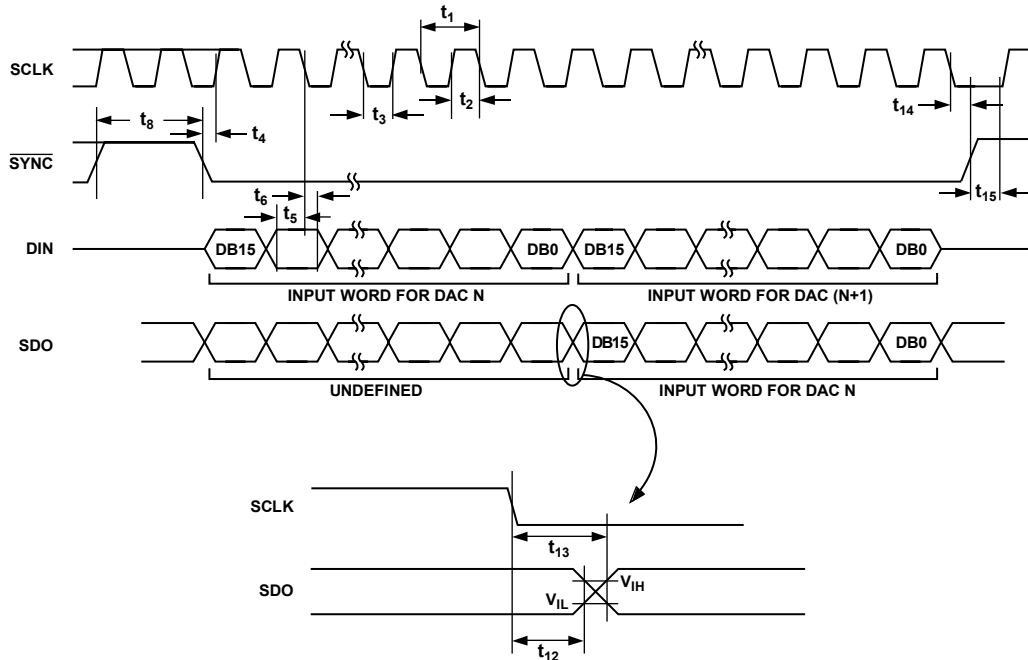 t1
SCLK
t3
t2
t14
t8
t4
SYNC
t6
t5
t15
DIN
DB15
DB0
DB15
DB0
INPUT WORD FOR DAC N
INPUT WORD FOR DAC (N+1)
SDO
DB15
DB0
UNDEFINED
INPUT WORD FOR DAC N
SCLK
t13
SDO
VIH
VIL
t12